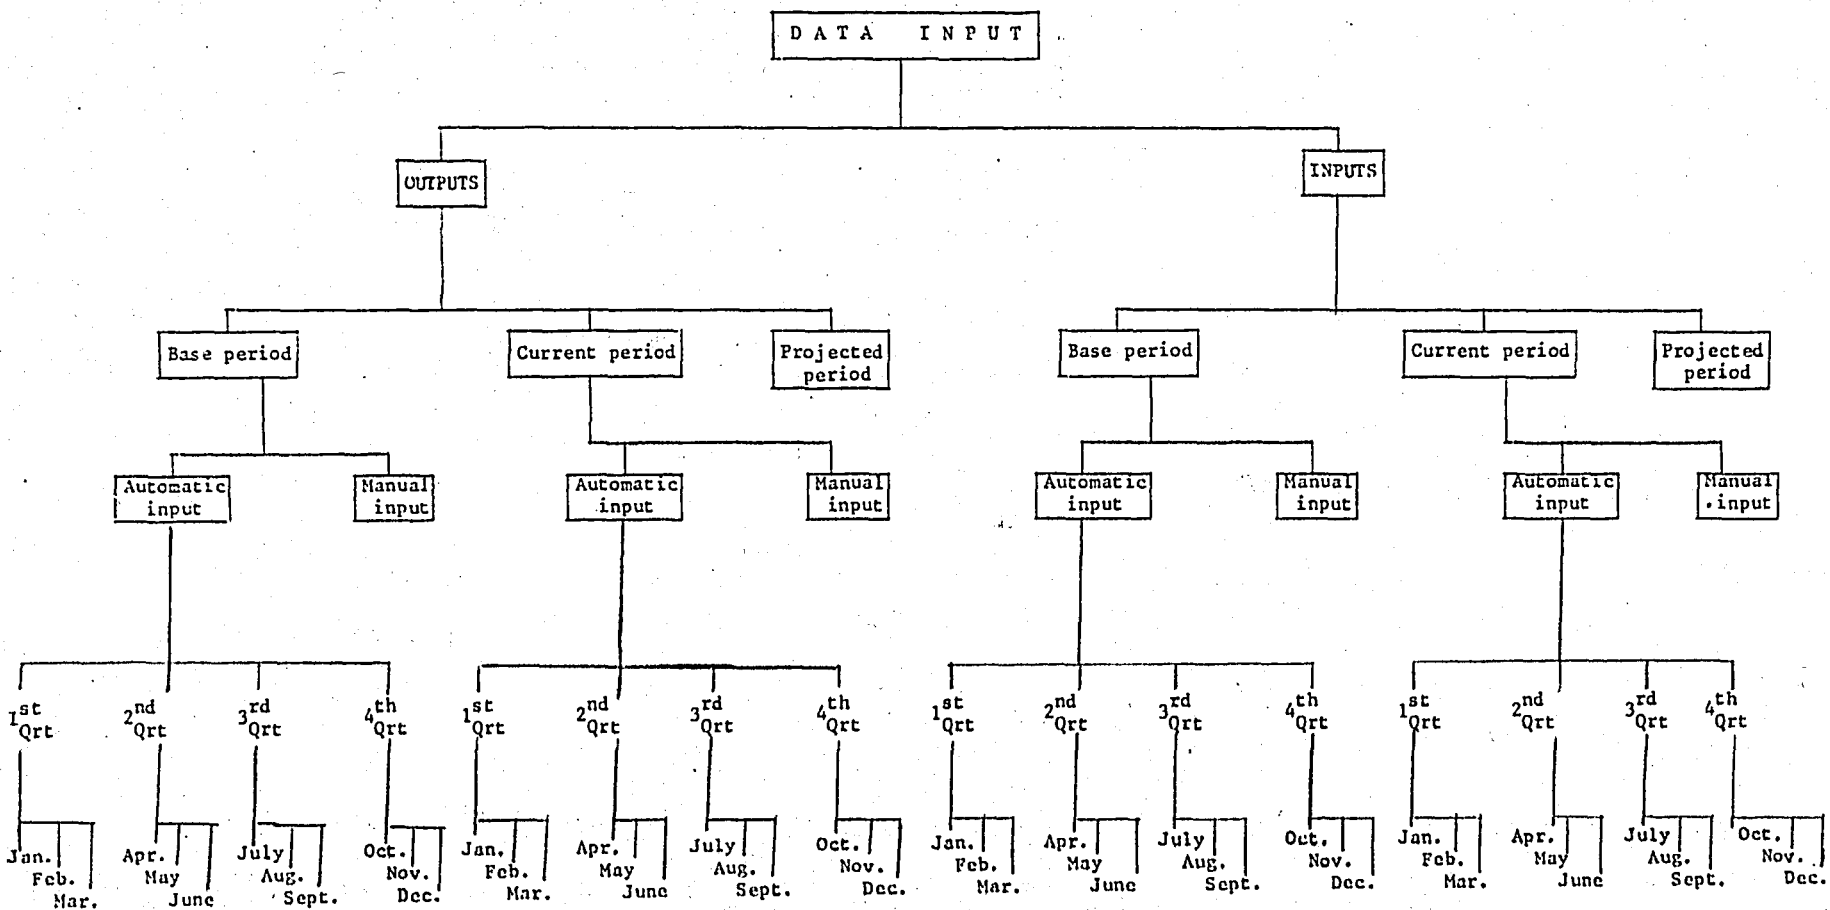 DATA INPUT
OUTPUTS
INPUTS
Base period
Current period
Projected
period
Base period
Current period
Projected
period
Automatic
input
Manual
input
Automatic
input
Manual
input
Automatic
input
Manual
input
Automatic
input
Manual
input
1st Qrt
2nd Qrt
3rd Qrt
4th Qrt
1st Qrt
2nd Qrt
3rd Qrt
4th Qrt
1st Qrt
2nd Qrt
3rd Qrt
4th Qrt
1st Qrt
2nd Qrt
3rd Qrt
4th Qrt
Jan.
Feb.
Mar.
Apr.
May
June
July
Aug.
Sept.
Oct.
Nov.
Dec.
Jan.
Feb.
Mar.
Apr.
May
June
July
Aug.
Sept.
Oct.
Nov.
Dec.
Jan.
Feb.
Mar.
Apr.
May
June
July
Aug.
Sept.
Oct.
Nov.
Dec.
Jan.
Feb.
Mar.
Apr.
May
June
July
Aug.
Sept.
Oct.
Nov.
Dec.